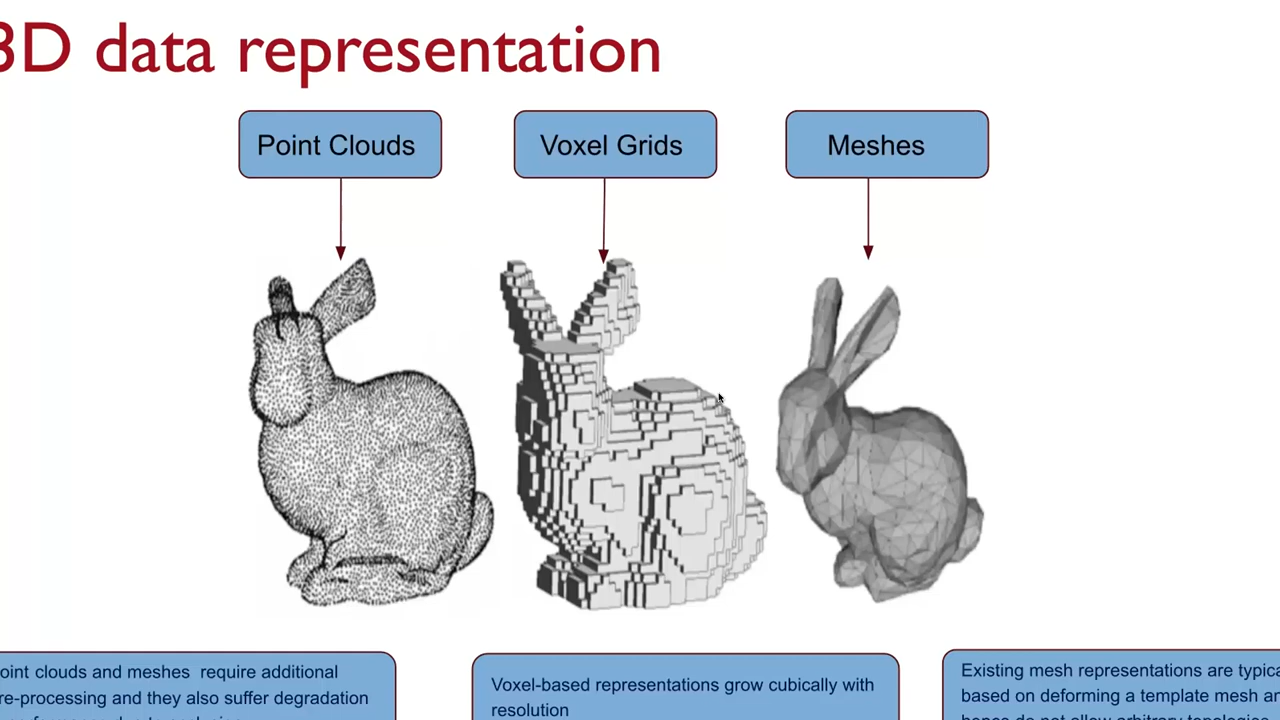 3D data representation
Point Clouds
Voxel Grids
Meshes
oint clouds and meshes require additional
re-processing and they also suffer degradation
Voxel-based representations grow cubically with
resolution
Existing mesh representations are typica
based on deforming a template mesh an